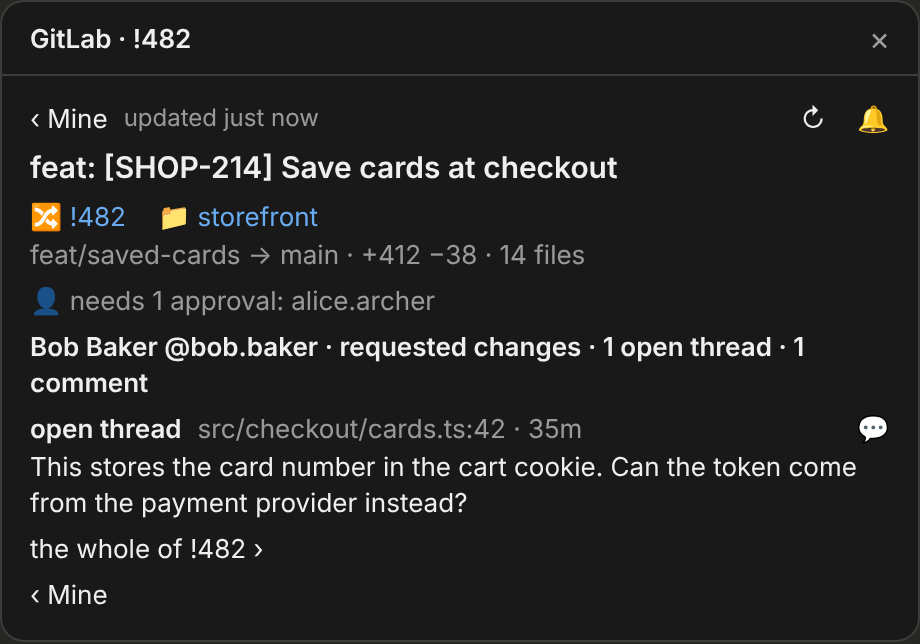 GitLab · !482
×
‹ Mine updated just now
feat: [SHOP-214] Save cards at checkout
!482 storefront
feat/saved-cards → main · +412 −38 · 14 files
needs 1 approval: alice.archer
Bob Baker @bob.baker · requested changes · 1 open thread · 1
comment
open thread src/checkout/cards.ts:42 · 35m
This stores the card number in the cart cookie. Can the token come
from the payment provider instead?
the whole of !482 ›
‹ Mine